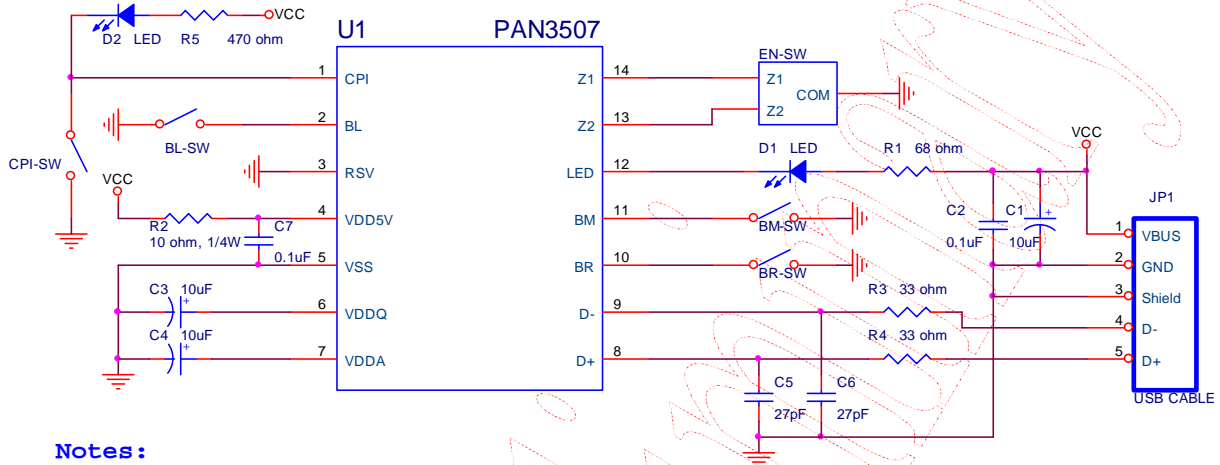 D2 LED R5 470 ohm VCC
U1 PAN3507
1 CPI Z1 14
EN-SW
Z1
COM
Z2
2 BL Z2 13
BL-SW
CPI-SW
3 RSV LED 12
D1 LED R1 68 ohm
VCC
VCC
4 VDD5V BM 11
R2
10 ohm, 1/4W
C7
0.1uF
BM-SW
C2
0.1uF
C1
10uF
+
JP1
5 VSS BR 10
BR-SW
C3 10uF
+
6 VDDQ D- 9
R3 33 ohm
C4 10uF
+
7 VDDA D+ 8
R4 33 ohm
1 VBUS
2 GND
3 Shield
4 D-
5 D+
USB CABLE
C5
27pF
C6
27pF
Notes: